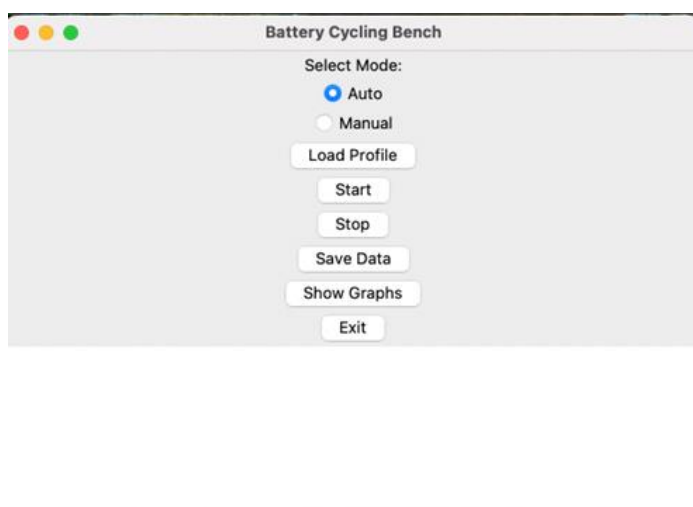 Battery Cycling Bench
Select Mode:
Auto
Manual
Load Profile
Start
Stop
Save Data
Show Graphs
Exit